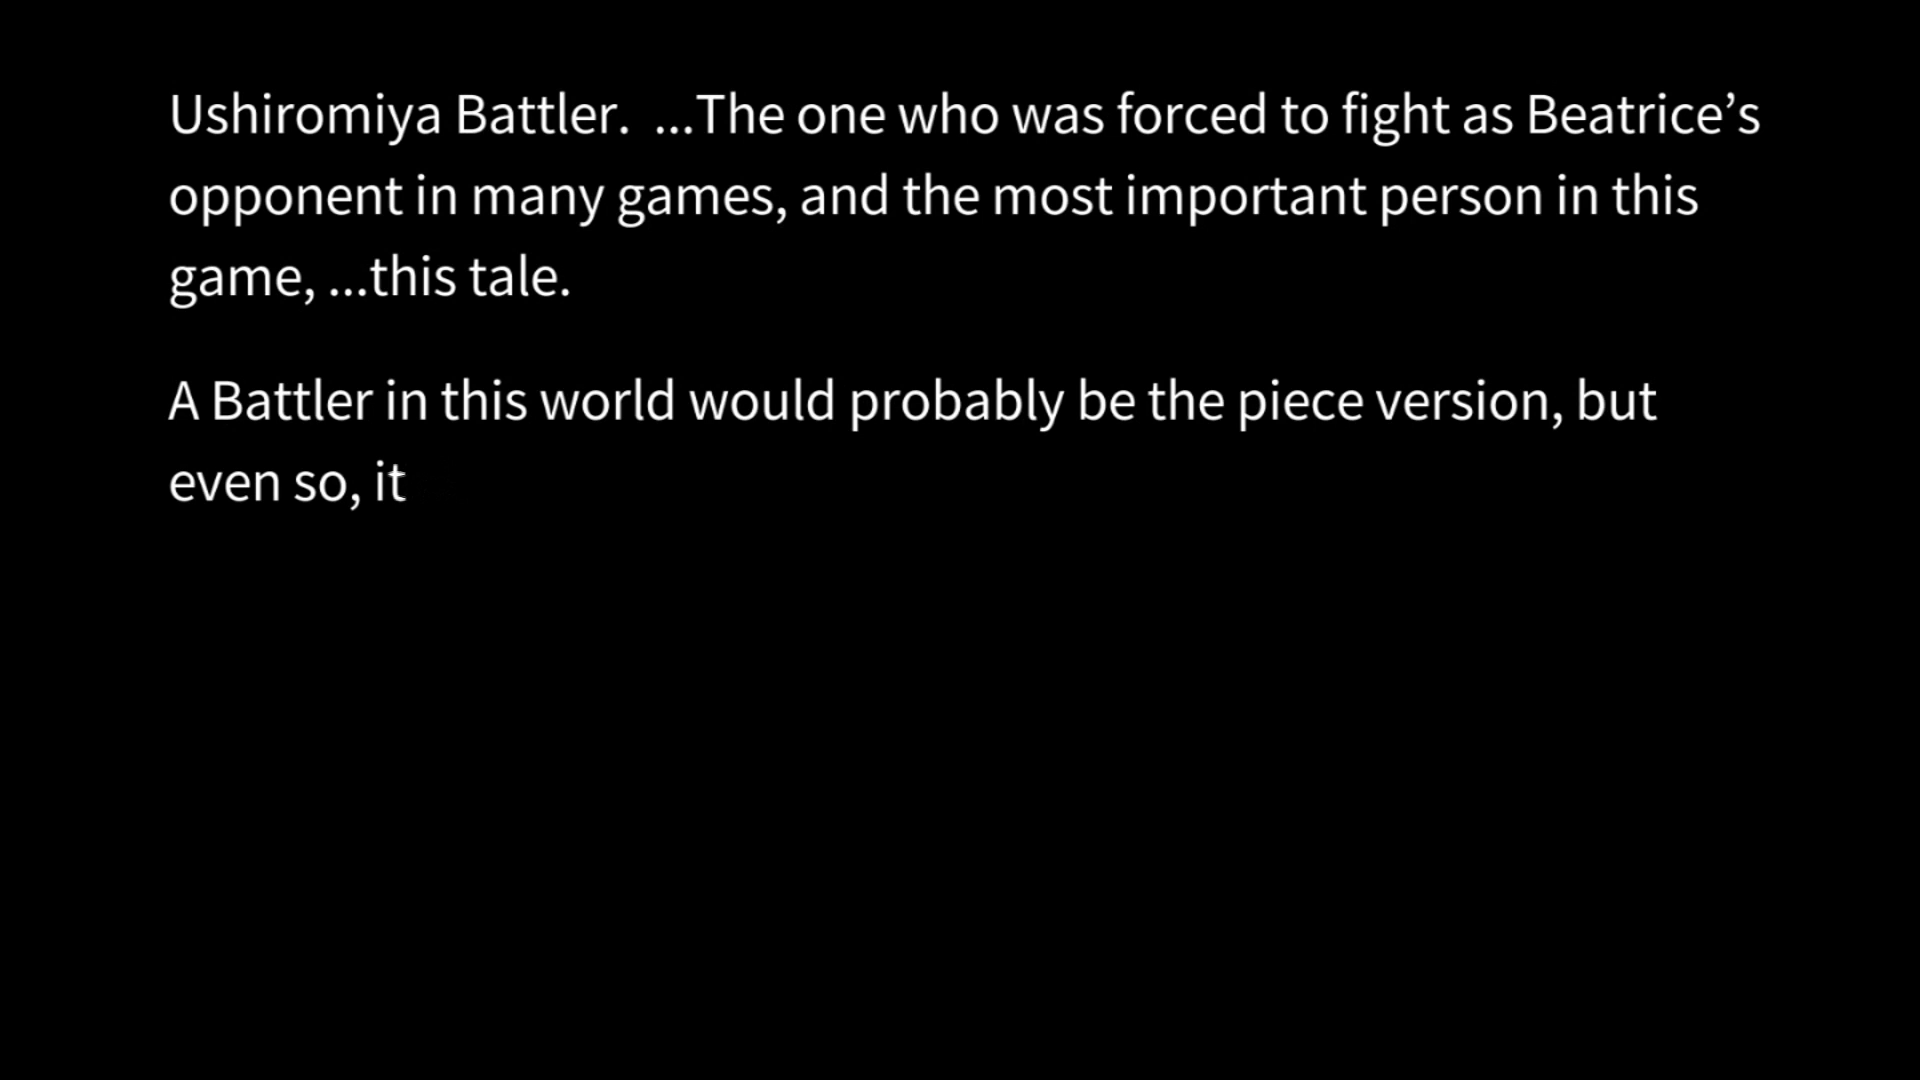 Ushiromiya Battler.  ...The one who was forced to fight as Beatrice’s
opponent in many games, and the most important person in this
game, ...this tale.
A Battler in this world would probably be the piece version, but
even so, it